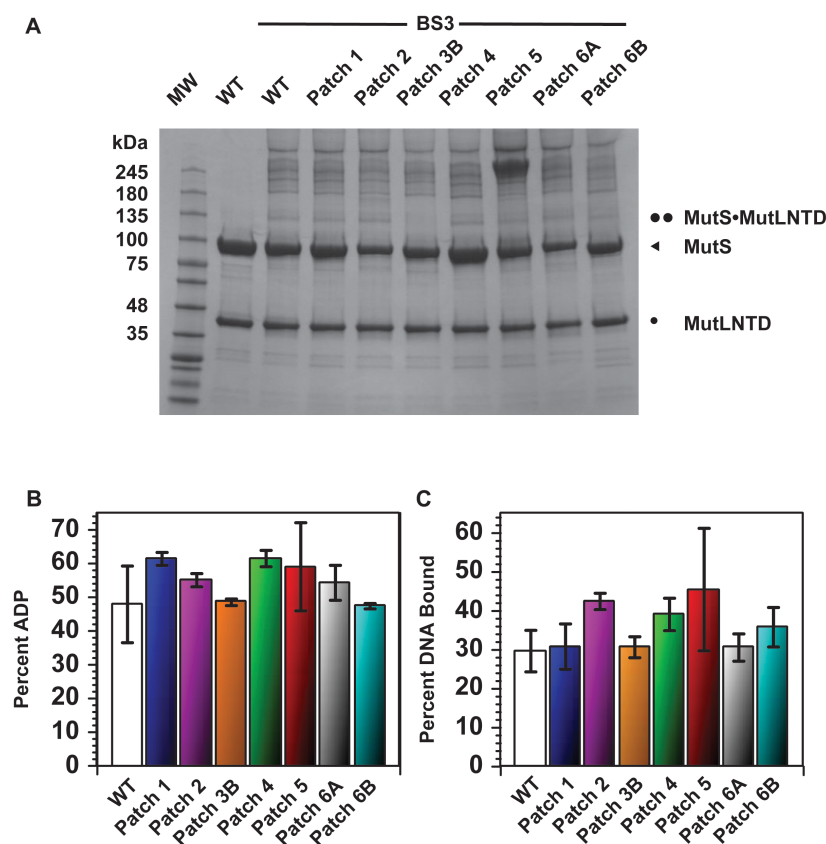 A
BS3
MW WT WT Patch 1 Patch 2 Patch 3B Patch 4 Patch 5 Patch 6A Patch 6B
kDa
245
180
135
100
75
48
35
●● MutS•MutLNTD
◄ MutS
• MutLNTD
B
Percent ADP
70
60
50
40
30
20
10
0
WT Patch 1 Patch 2 Patch 3B Patch 4 Patch 5 Patch 6A Patch 6B
C
Percent DNA Bound
60
50
40
30
20
10
0
WT Patch 1 Patch 2 Patch 3B Patch 4 Patch 5 Patch 6A Patch 6B